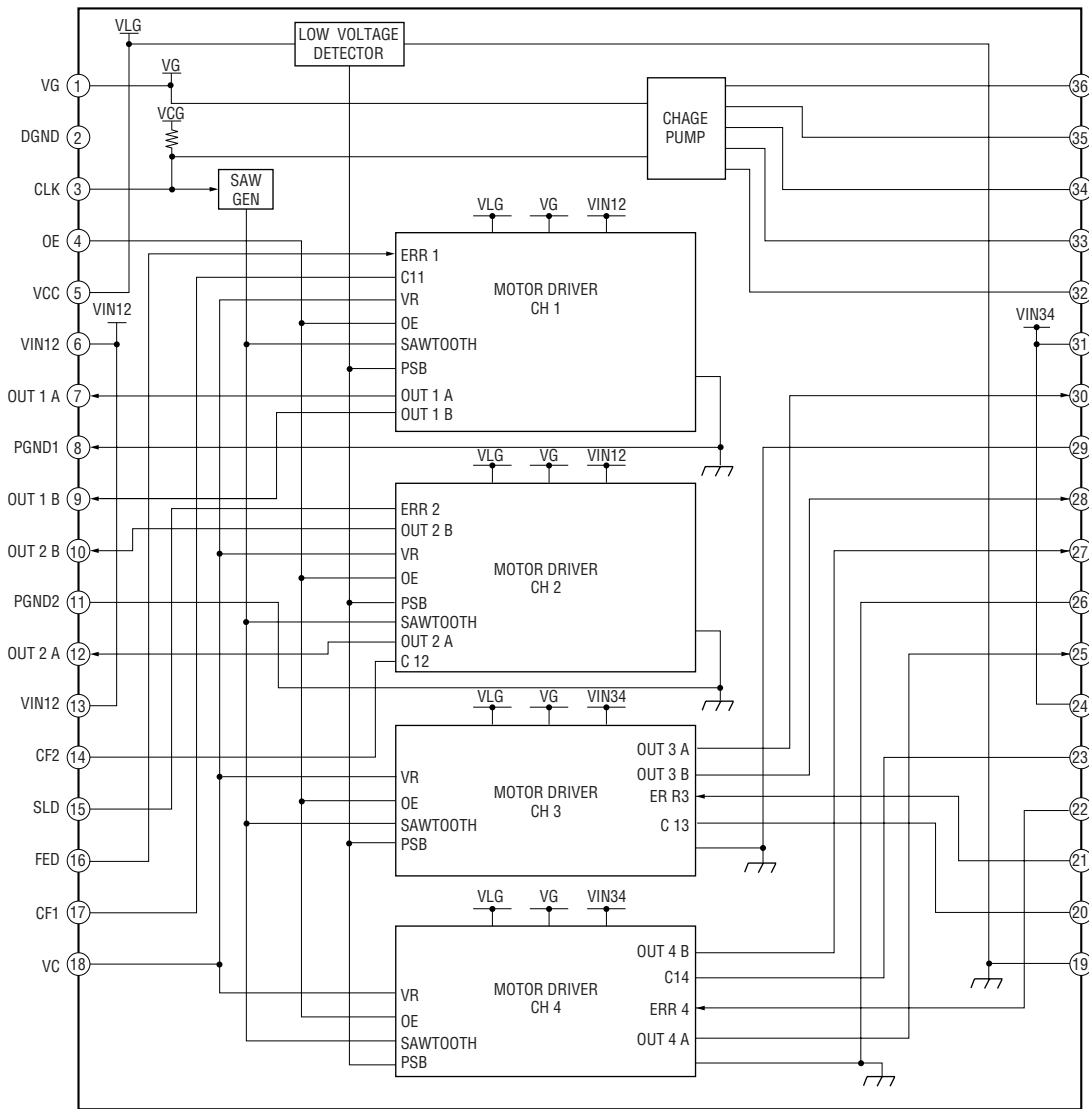 VLG
LOW VOLTAGE
DETECTOR
VG 1
VG
36
VCG
CHAGE
PUMP
DGND 2
35
CLK 3
SAW
GEN
34
VLG VG VIN12
OE 4
33
ERR 1
C11
VR
OE
SAWTOOTH
PSB
OUT 1 A
OUT 1 B
MOTOR DRIVER
CH 1
VCC 5
32
VIN12
VIN34
VIN12 6
31
OUT 1 A 7
30
PGND1 8
29
VLG VG VIN12
OUT 1 B 9
28
ERR 2
OUT 2 B
VR
OE
PSB
SAWTOOTH
OUT 2 A
C 12
MOTOR DRIVER
CH 2
OUT 2 B 10
27
PGND2 11
26
OUT 2 A 12
25
VIN12 13
24
VLG VG VIN34
CF2 14
23
VR
OE
SAWTOOTH
PSB
MOTOR DRIVER
CH 3
OUT 3 A
OUT 3 B
ER R3
C 13
SLD 15
22
FED 16
21
VLG VG VIN34
CF1 17
20
VC 18
19
VR
OE
SAWTOOTH
PSB
MOTOR DRIVER
CH 4
OUT 4 B
C14
ERR 4
OUT 4 A